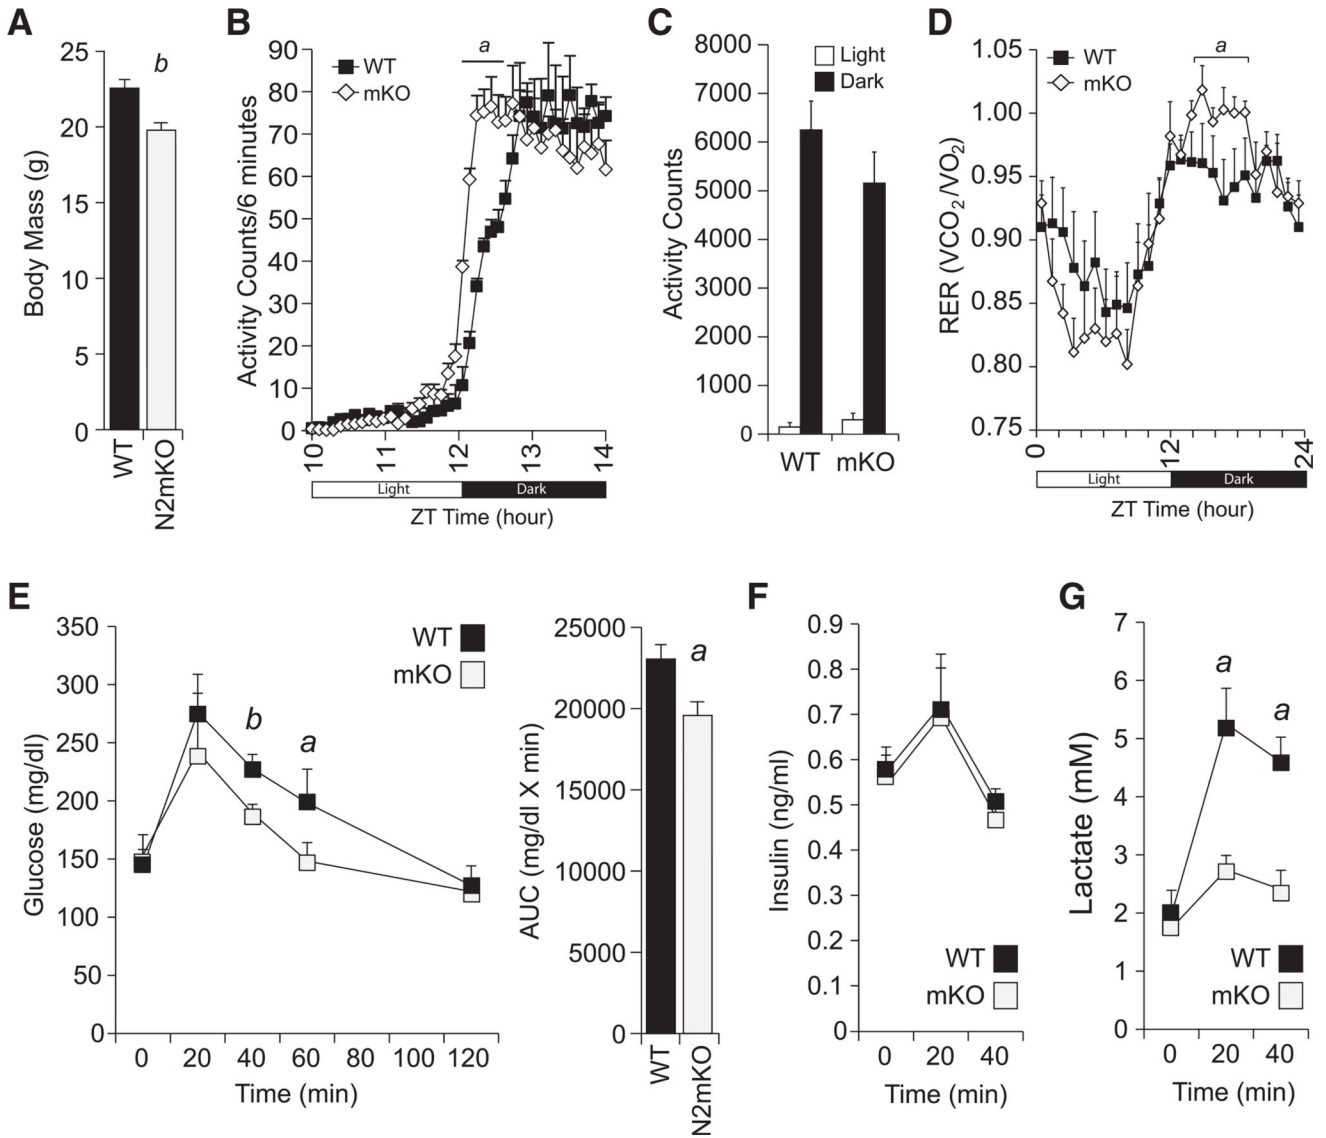 A
25
20
15
10
5
0
Body Mass (g)
b
WT
N2mKO
B
90
80
70
60
50
40
30
20
10
0
Activity Counts/6 minutes
WT
mKO
a
10
11
12
13
14
Light
Dark
ZT Time (hour)
C
8000
7000
6000
5000
4000
3000
2000
1000
0
Activity Counts
Light
Dark
WT
mKO
D
1.05
1.00
0.95
0.90
0.85
0.80
0.75
RER (VCO2/VO2)
WT
mKO
a
0
12
24
Light
Dark
ZT Time (hour)
E
350
300
250
200
150
100
50
0
Glucose (mg/dl)
WT
mKO
b
a
0 20 40 60 80 100 120
Time (min)
25000
20000
15000
10000
5000
0
AUC (mg/dl X min)
a
WT
N2mKO
F
0.9
0.8
0.7
0.6
0.5
0.4
0.3
0.2
0.1
0
Insulin (ng/ml)
WT
mKO
0 20 40
Time (min)
G
7
6
5
4
3
2
1
0
Lactate (mM)
a
a
WT
mKO
0 20 40
Time (min)